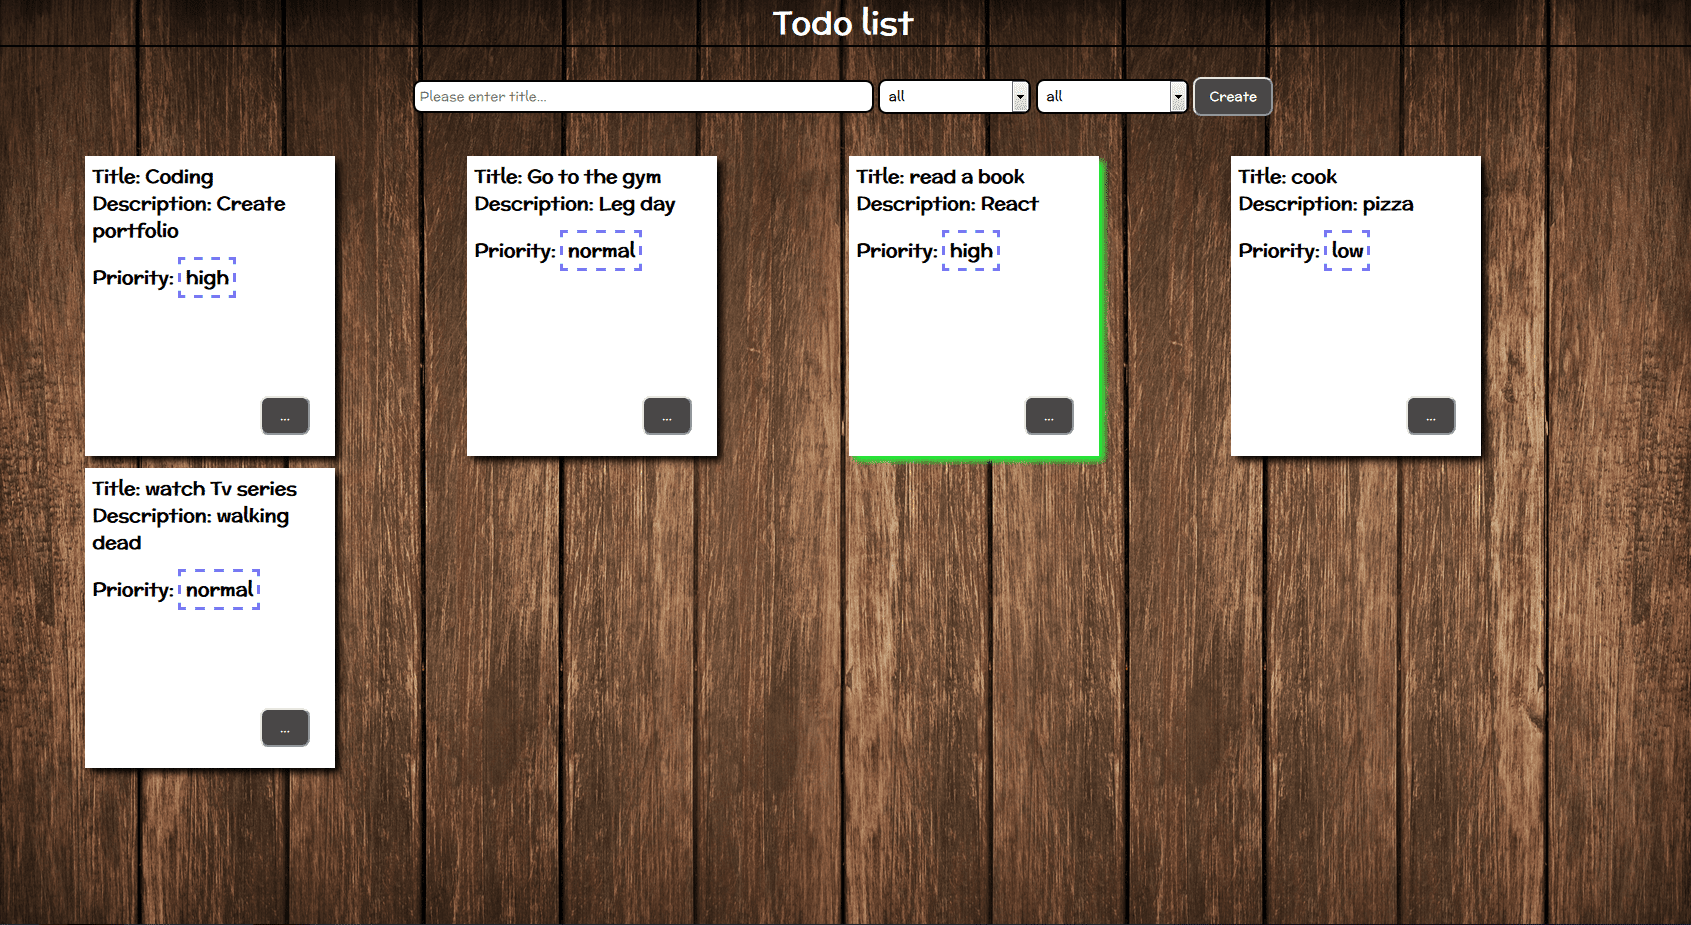 Todo list
Please enter title...
all
all
Create
Title: Coding
Description: Create
portfolio
Priority: high
...
Title: Go to the gym
Description: Leg day
Priority: normal
...
Title: read a book
Description: React
Priority: high
...
Title: cook
Description: pizza
Priority: low
...
Title: watch Tv series
Description: walking
dead
Priority: normal
...